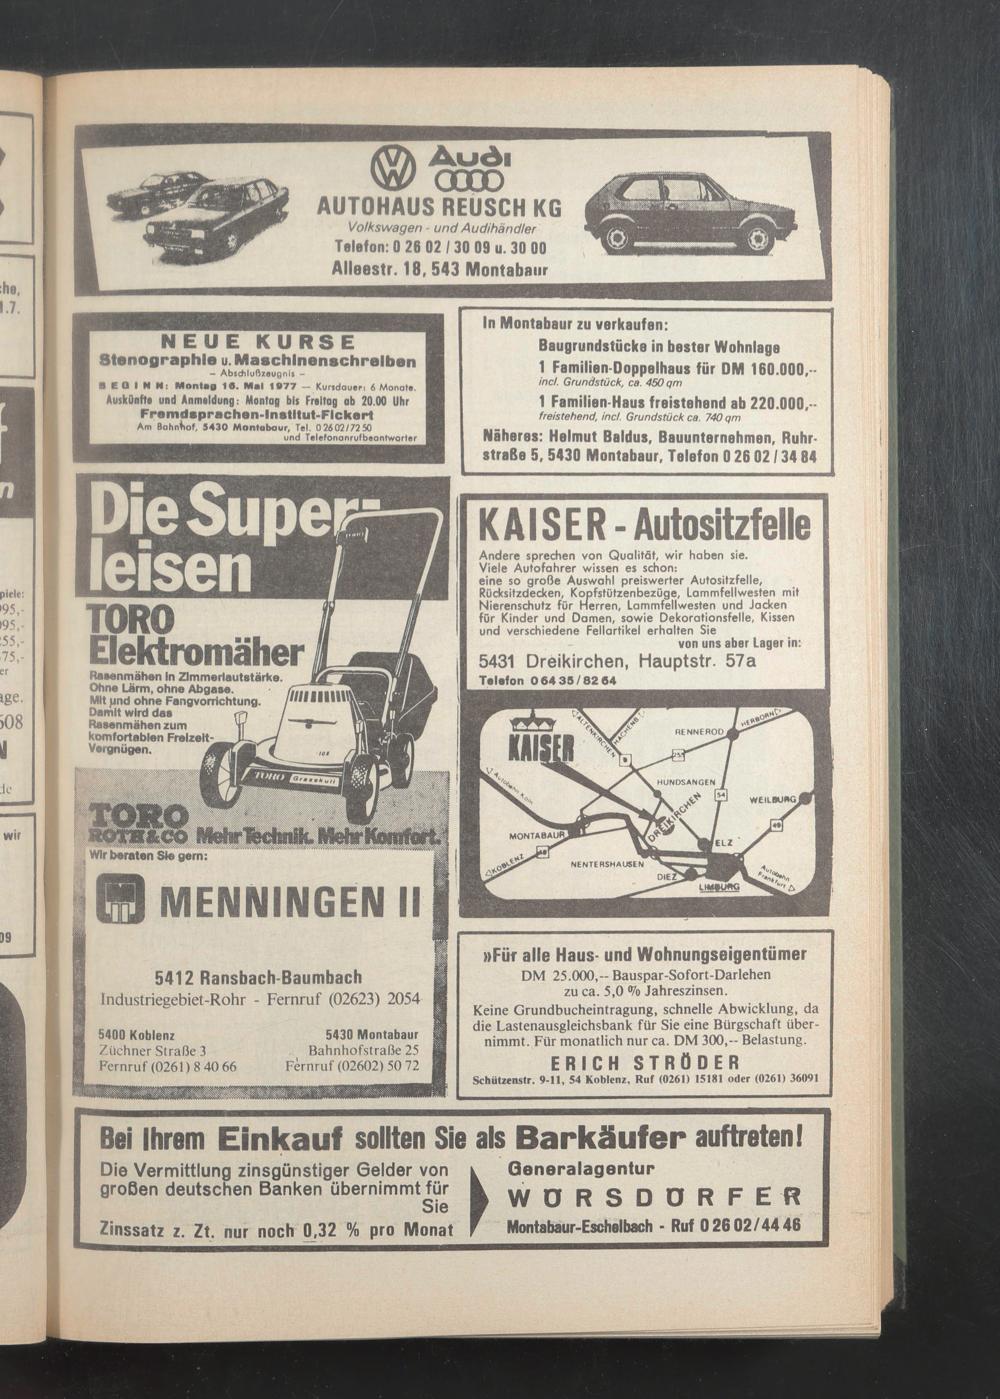 Audi
AUTOHAUS REUSCH KG
Volkswagen - und Audihändler
Telefon: 0 26 02 / 30 09 u. 30 00
Alleestr. 18, 543 Montabaur
NEUE KURSE
Stenographie u. Maschinenschreiben
– Abschlußzeugnis –
BEGINN: Montag 16. Mai 1977 — Kursdauer: 6 Monate.
Auskünfte und Anmeldung: Montag bis Freitag ab 20.00 Uhr
Fremdsprachen-Institut-Fickert
Am Bahnhof, 5430 Montabaur, Tel. 0 26 02/72 50
und Telefonanrufbeantworter
In Montabaur zu verkaufen:
Baugrundstücke in bester Wohnlage
1 Familien-Doppelhaus für DM 160.000,--
incl. Grundstück, ca. 450 qm
1 Familien-Haus freistehend ab 220.000,--
freistehend, incl. Grundstück ca. 740 qm
Näheres: Helmut Baldus, Bauunternehmen, Ruhr-
straße 5, 5430 Montabaur, Telefon 0 26 02 / 34 84
Die Super-
leisen
TORO
Elektromäher
Rasenmähen in Zimmerlautstärke.
Ohne Lärm, ohne Abgase.
Mit und ohne Fangvorrichtung.
Damit wird das
Rasenmähen zum
komfortablen Freizeit-
Vergnügen.
TORO
TORO
ROTH & CO Mehr Technik. Mehr Komfort.
Wir beraten Sie gern:
MENNINGEN II
5412 Ransbach-Baumbach
Industriegebiet-Rohr - Fernruf (02623) 2054
5400 Koblenz
Züchner Straße 3
Fernruf (0261) 8 40 66
5430 Montabaur
Bahnhofstraße 25
Fernruf (02602) 50 72
KAISER - Autositzfelle
Andere sprechen von Qualität, wir haben sie.
Viele Autofahrer wissen es schon:
eine so große Auswahl preiswerter Autositzfelle,
Rücksitzdecken, Kopfstützenbezüge, Lammfellwesten mit
Nierenschutz für Herren, Lammfellwesten und Jacken
für Kinder und Damen, sowie Dekorationsfelle, Kissen
und verschiedene Fellartikel erhalten Sie
von uns aber Lager in:
5431 Dreikirchen, Hauptstr. 57a
Telefon 0 64 35 / 82 64
KAISER
ALTENKIRCHEN
HACHENB.
RENNEROD
HERBORN
HUNDSANGEN
54
WEILBURG
49
Autobahn Köln
DREIKIRCHEN
MONTABAUR
ELZ
KOBLENZ
NENTERSHAUSEN
DIEZ
LIMBURG
Autobahn
Frankfurt
»Für alle Haus- und Wohnungseigentümer
DM 25.000,-- Bauspar-Sofort-Darlehen
zu ca. 5,0 % Jahreszinsen.
Keine Grundbucheintragung, schnelle Abwicklung, da
die Lastenausgleichsbank für Sie eine Bürgschaft über-
nimmt. Für monatlich nur ca. DM 300,-- Belastung.
ERICH STRÖDER
Schützenstr. 9-11, 54 Koblenz, Ruf (0261) 15181 oder (0261) 36091
Bei Ihrem Einkauf sollten Sie als Barkäufer auftreten!
Die Vermittlung zinsgünstiger Gelder von
großen deutschen Banken übernimmt für
Sie
Zinssatz z. Zt. nur noch 0,32 % pro Monat
Generalagentur
WÖRSDÖRFER
Montabaur-Eschelbach - Ruf 0 26 02 / 44 46